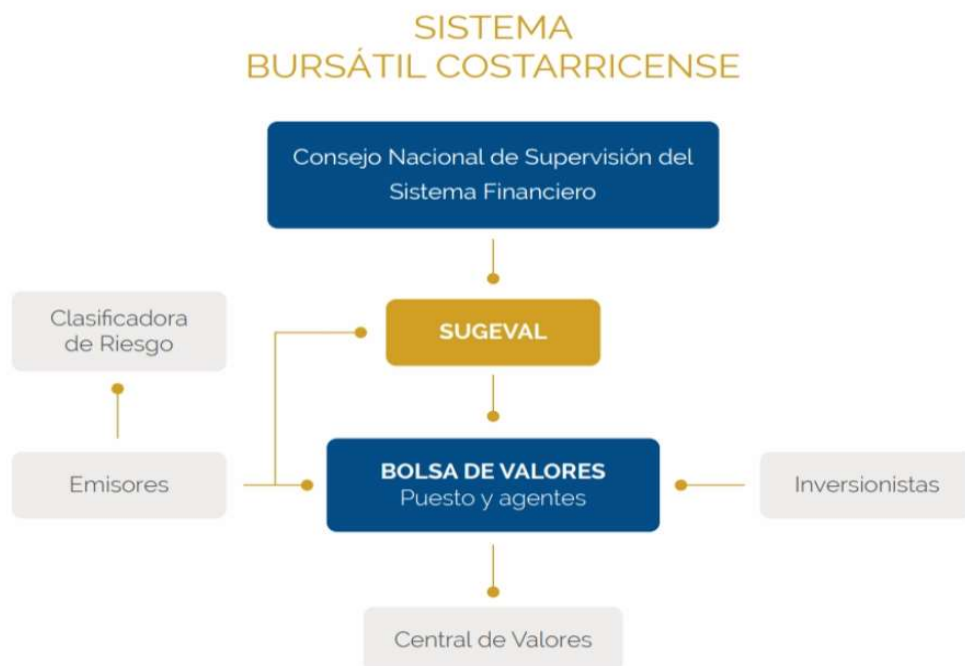 SISTEMA
BURSÁTIL COSTARRICENSE
Consejo Nacional de Supervisión del
Sistema Financiero
Clasificadora
de Riesgo
SUGEVAL
Emisores
BOLSA DE VALORES
Puesto y agentes
Inversionistas
Central de Valores